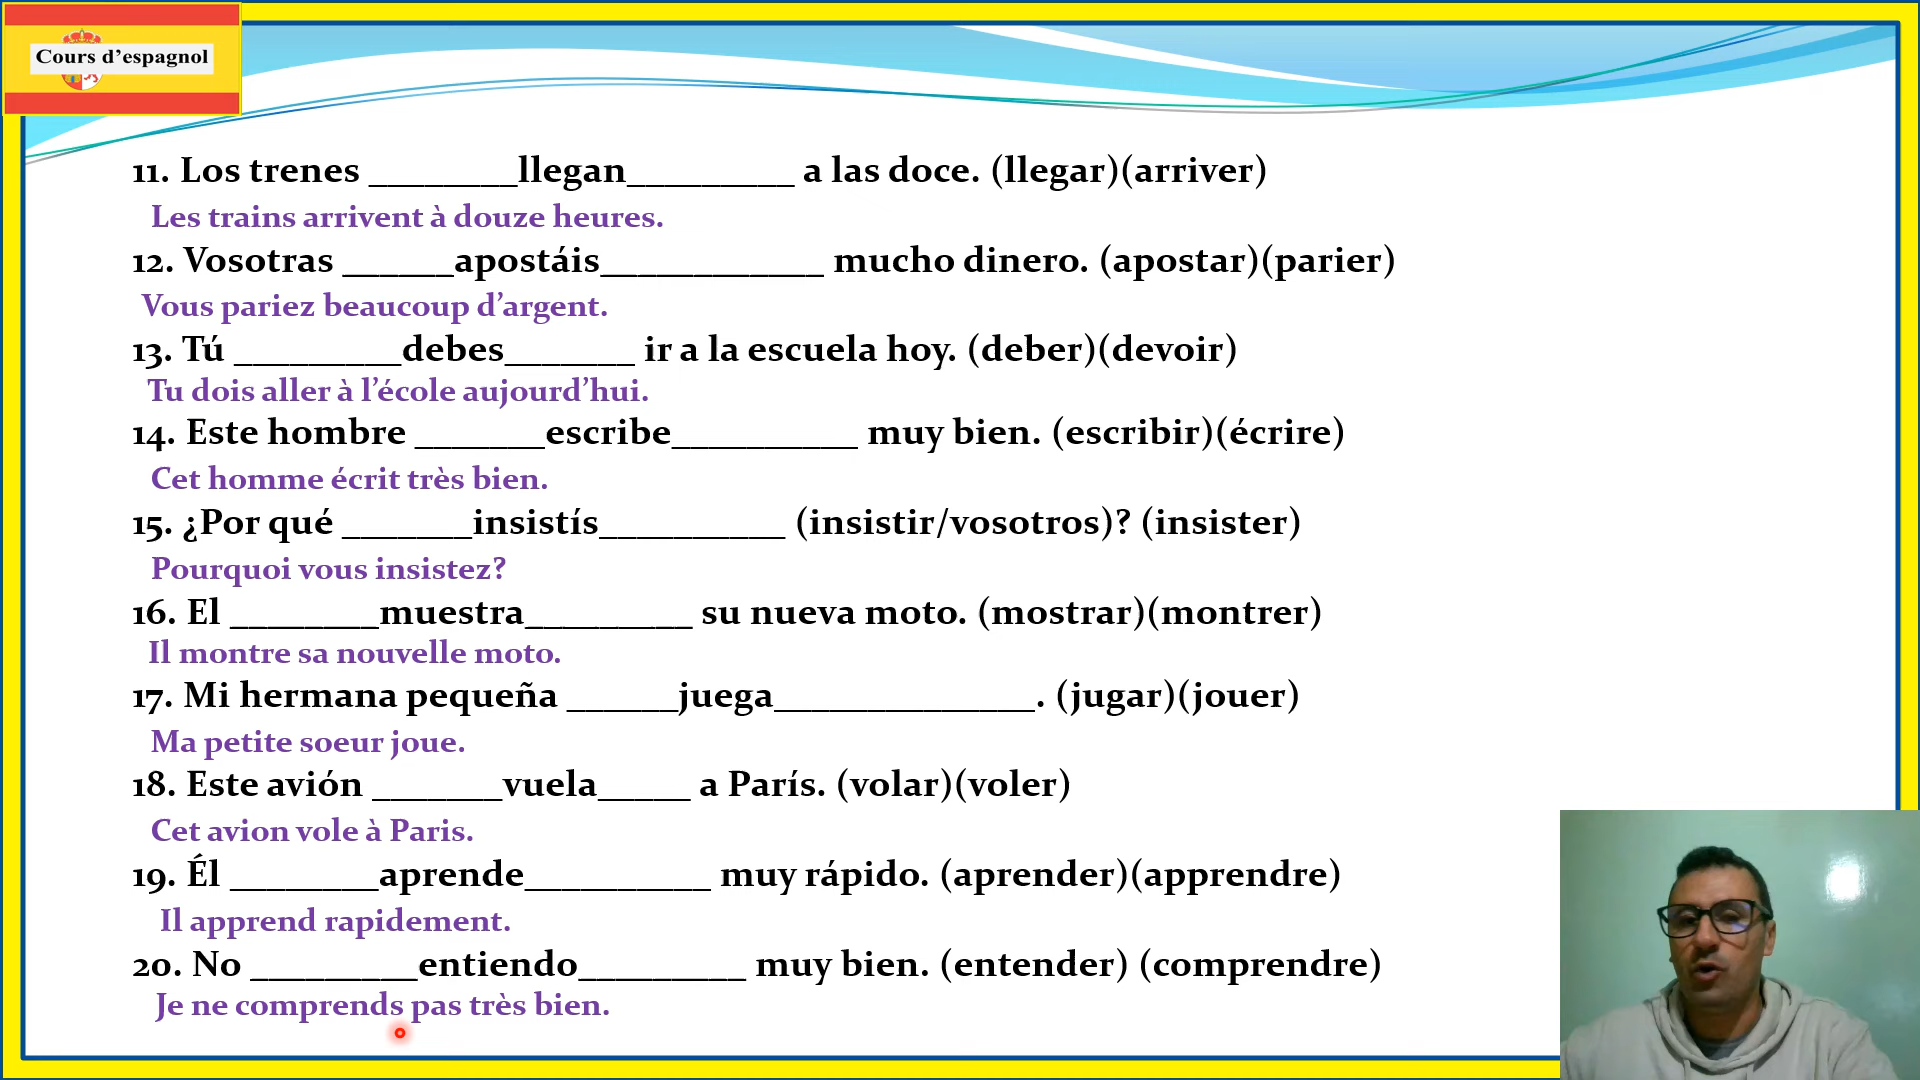 Cours d’espagnol
11. Los trenes ________llegan_________ a las doce. (llegar)(arriver)
Les trains arrivent à douze heures.
12. Vosotras ______apostáis____________ mucho dinero. (apostar)(parier)
Vous pariez beaucoup d’argent.
13. Tú _________debes_______ ir a la escuela hoy. (deber)(devoir)
Tu dois aller à l’école aujourd’hui.
14. Este hombre _______escribe__________ muy bien. (escribir)(écrire)
Cet homme écrit très bien.
15. ¿Por qué _______insistís__________ (insistir/vosotros)? (insister)
Pourquoi vous insistez?
16. El ________muestra_________ su nueva moto. (mostrar)(montrer)
Il montre sa nouvelle moto.
17. Mi hermana pequeña ______juega______________. (jugar)(jouer)
Ma petite soeur joue.
18. Este avión _______vuela_____ a París. (volar)(voler)
Cet avion vole à Paris.
19. Él ________aprende__________ muy rápido. (aprender)(apprendre)
Il apprend rapidement.
20. No _________entiendo_________ muy bien. (entender) (comprendre)
Je ne comprends pas très bien.